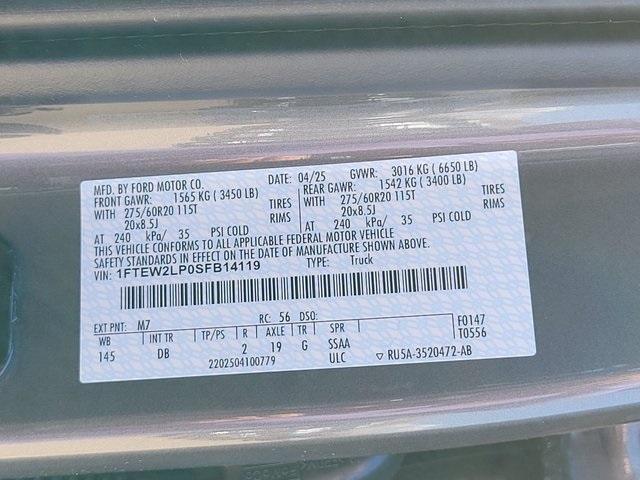 MFD. BY FORD MOTOR CO. DATE: 04/25 GVWR: 3016 KG ( 6650 LB)
FRONT GAWR: 1565 KG ( 3450 LB) REAR GAWR: 1542 KG ( 3400 LB)
WITH 275/60R20 115T TIRES WITH 275/60R20 115T TIRES
20x8.5J RIMS 20x8.5J RIMS
AT 240 kPa/ 35 PSI COLD AT 240 kPa/ 35 PSI COLD
THIS VEHICLE CONFORMS TO ALL APPLICABLE FEDERAL MOTOR VEHICLE
SAFETY STANDARDS IN EFFECT ON THE DATE OF MANUFACTURE SHOWN ABOVE.
VIN: 1FTEW2LP0SFB14119 TYPE: Truck
EXT PNT: M7 RC: 56 DSO:
WB INT TR TP/PS R AXLE TR SPR F0147
145 DB 2 19 G SSAA T0556
2202504100779 ULC ▽ RU5A-3520472-AB